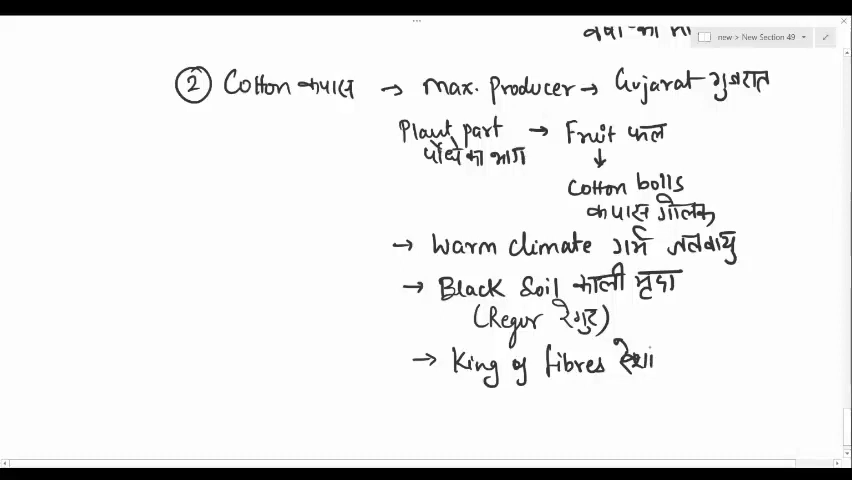 new > New Section 49
② Cotton कपास → Max. Producer → Gujarat गुजरात
Plant part → Fruit फल
पौधे का भाग
↓
Cotton bolls
कपास गोलक
→ Warm climate गर्म जलवायु
→ Black Soil काली मृदा
(Regur रेगुर)
→ King of fibres रेशा